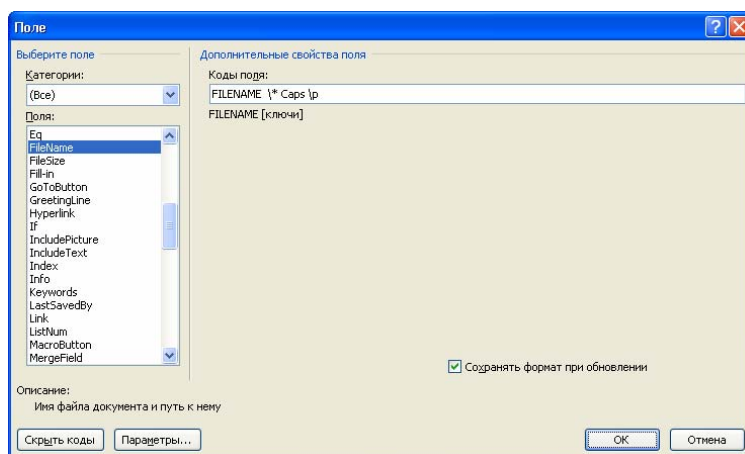 Поле
Выберите поле
Категории:
(Все)
Поля:
Eq
FileName
FileSize
Fill-in
GoToButton
GreetingLine
Hyperlink
If
IncludePicture
IncludeText
Index
Info
Keywords
LastSavedBy
Link
ListNum
MacroButton
MergeField
Дополнительные свойства поля
Коды поля:
FILENAME \* Caps \p
FILENAME [ключи]
Сохранять формат при обновлении
Описание:
Имя файла документа и путь к нему
Скрыть коды Параметры... ОК Отмена